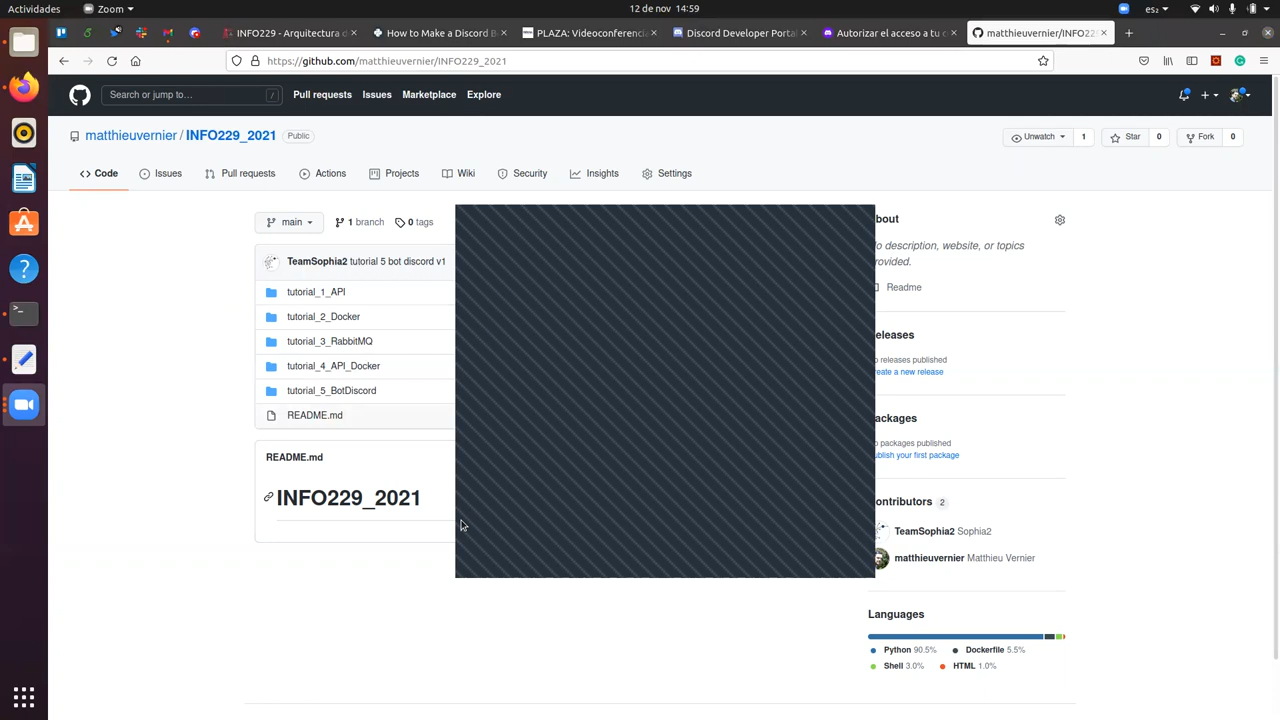 Actividades
Zoom
12 de nov 14:59
es₂
INFO229 - Arquitectura d
How to Make a Discord B
PLAZA: Videoconferencia
Discord Developer Portal
Autorizar el acceso a tu c
matthieuvernier/INFO22
https://github.com/matthieuvernier/INFO229_2021
Search or jump to…
/
Pull requests
Issues
Marketplace
Explore
matthieuvernier / INFO229_2021
Public
Unwatch
1
Star
0
Fork
0
Code
Issues
Pull requests
Actions
Projects
Wiki
Security
Insights
Settings
main
1 branch
0 tags
TeamSophia2 tutorial 5 bot discord v1
tutorial_1_API
tutorial_2_Docker
tutorial_3_RabbitMQ
tutorial_4_API_Docker
tutorial_5_BotDiscord
README.md
README.md
INFO229_2021
bout
o description, website, or topics
rovided.
Readme
eleases
o releases published
reate a new release
ackages
o packages published
ublish your first package
ontributors 2
TeamSophia2 Sophia2
matthieuvernier Matthieu Vernier
Languages
Python 90.5%
Dockerfile 5.5%
Shell 3.0%
HTML 1.0%